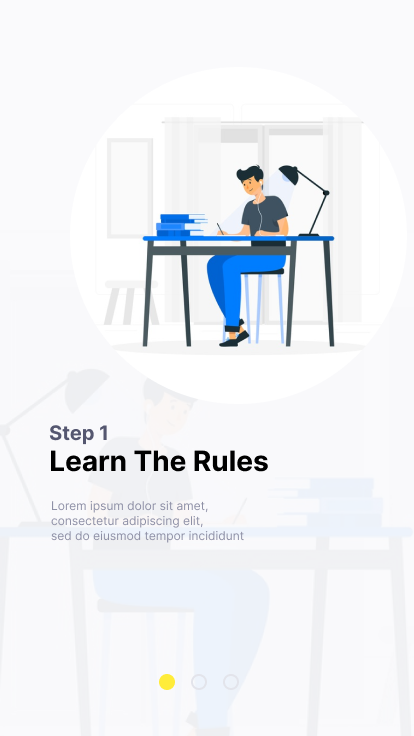 Step 1
Learn The Rules
Lorem ipsum dolor sit amet,
consectetur adipiscing elit,
sed do eiusmod tempor incididunt